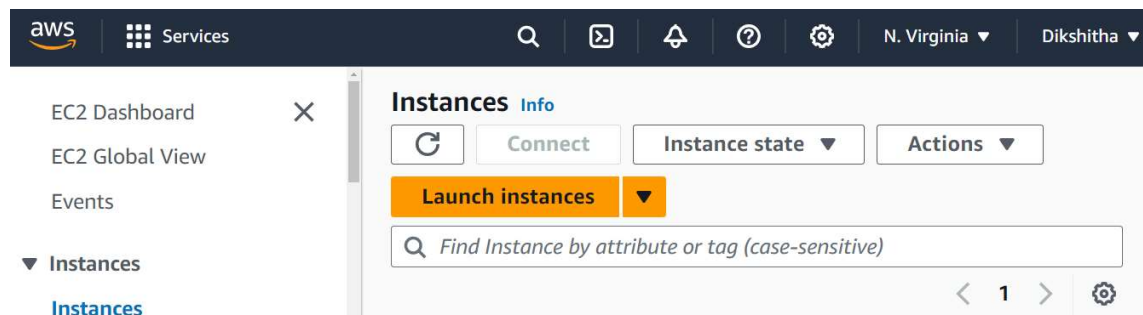 aws Services N. Virginia Dikshitha
EC2 Dashboard
EC2 Global View
Events
Instances
Instances
Instances Info
Connect Instance state Actions
Launch instances
Find Instance by attribute or tag (case-sensitive)
1